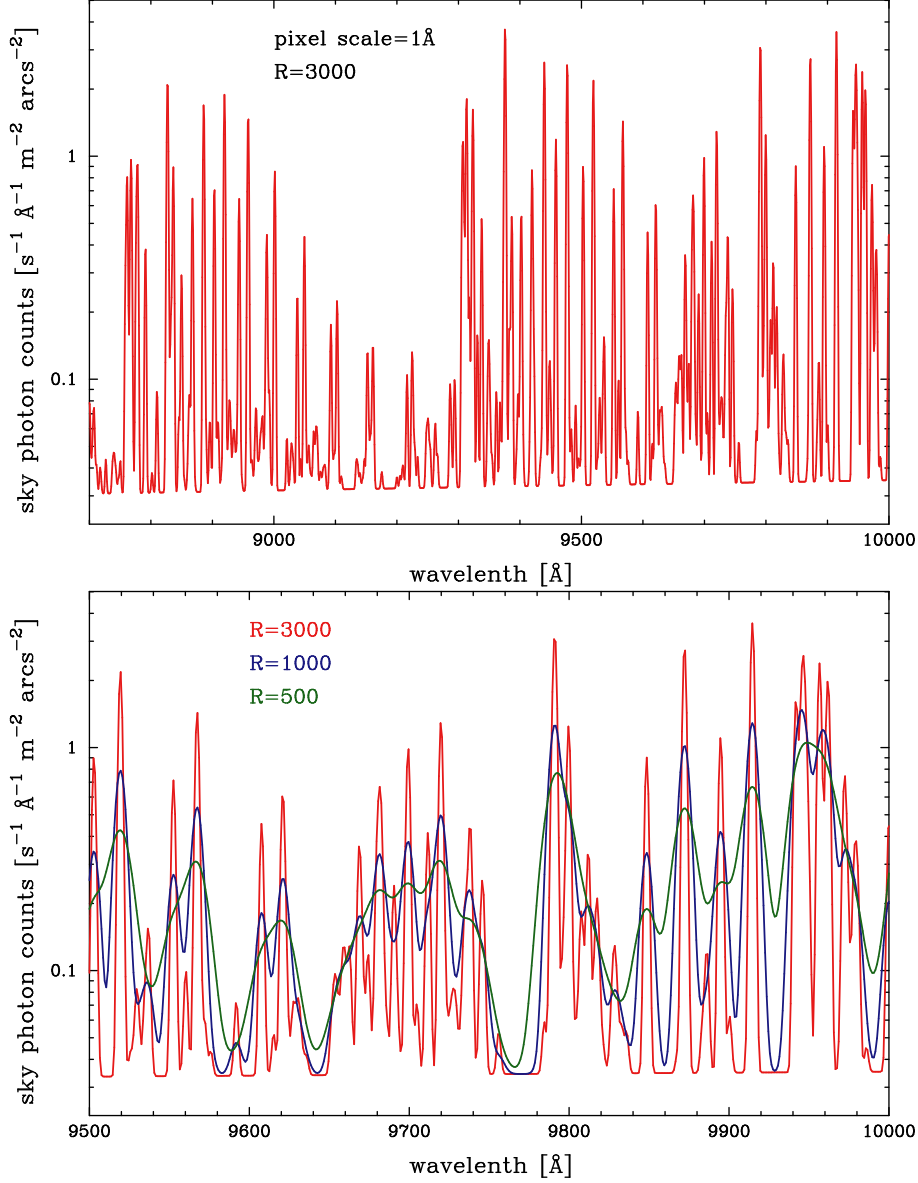 pixel scale=1Å
R=3000
sky photon counts [s⁻¹ Å⁻¹ m⁻² arcs⁻²]
1
0.1
9000
9500
10000
wavelenth [Å]
R=3000
R=1000
R=500
sky photon counts [s⁻¹ Å⁻¹ m⁻² arcs⁻²]
1
0.1
9500
9600
9700
9800
9900
10000
wavelenth [Å]